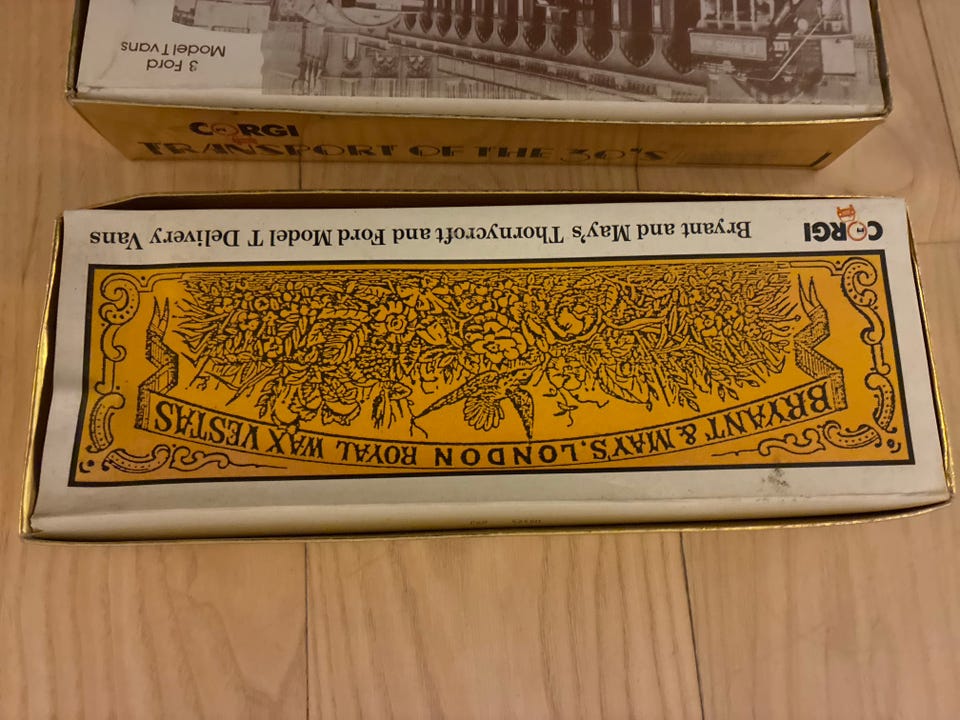 3 Ford
Model T vans
CORGI
TRANSPORT OF THE 30'S
CORGI
Bryant and May's Thornycroft and Ford Model T Delivery Vans
BRYANT & MAY'S, LONDON ROYAL WAX VESTAS